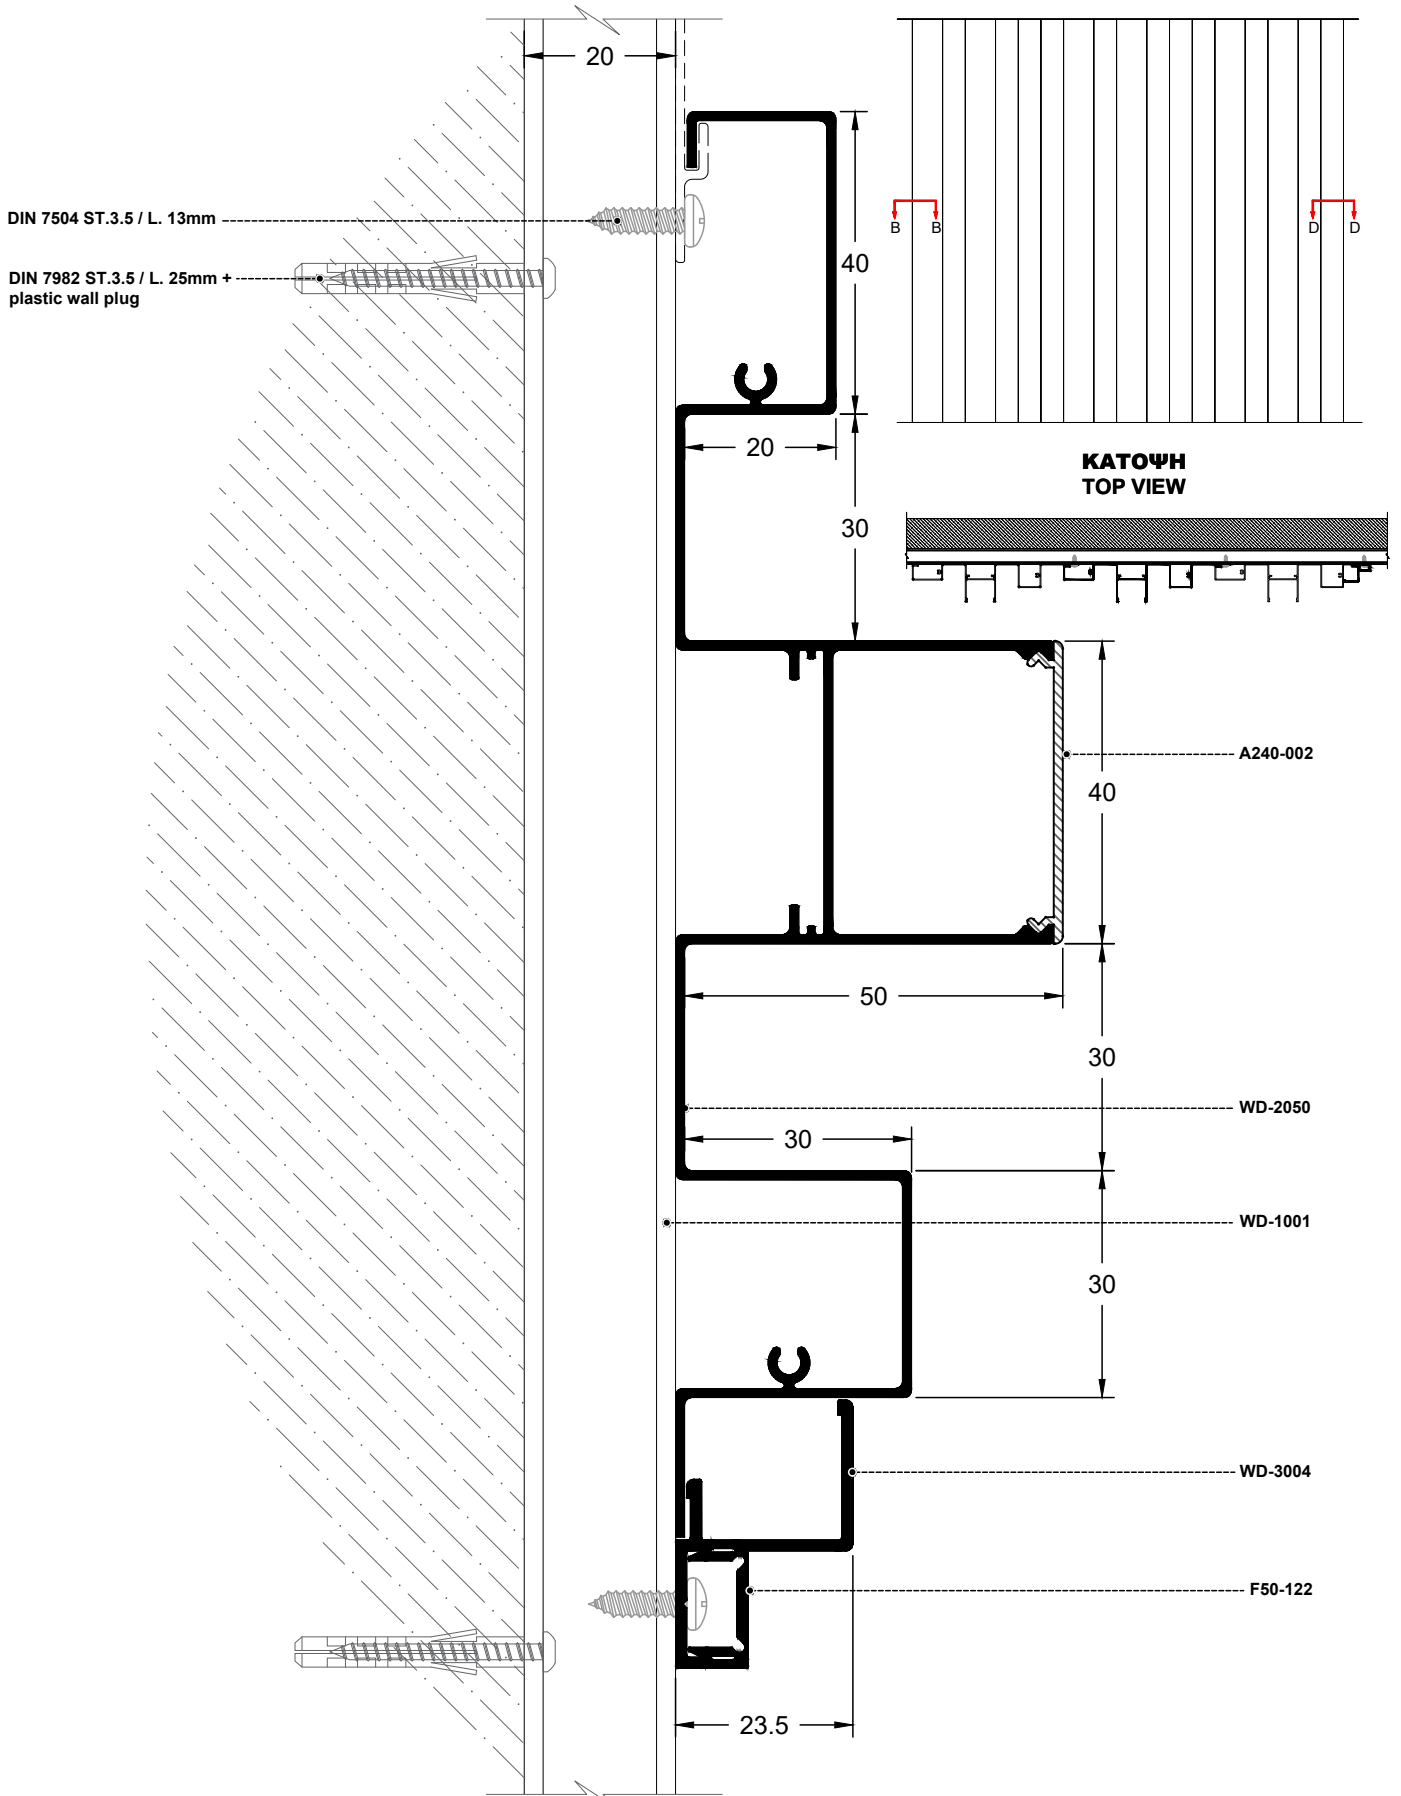 20
DIN 7504 ST.3.5 / L. 13mm
B B
D D
40
DIN 7982 ST.3.5 / L. 25mm +
plastic wall plug
20
ΚΑΤΟΨΗ
TOP VIEW
30
A240-002
40
50
30
WD-2050
30
WD-1001
30
WD-3004
F50-122
23.5